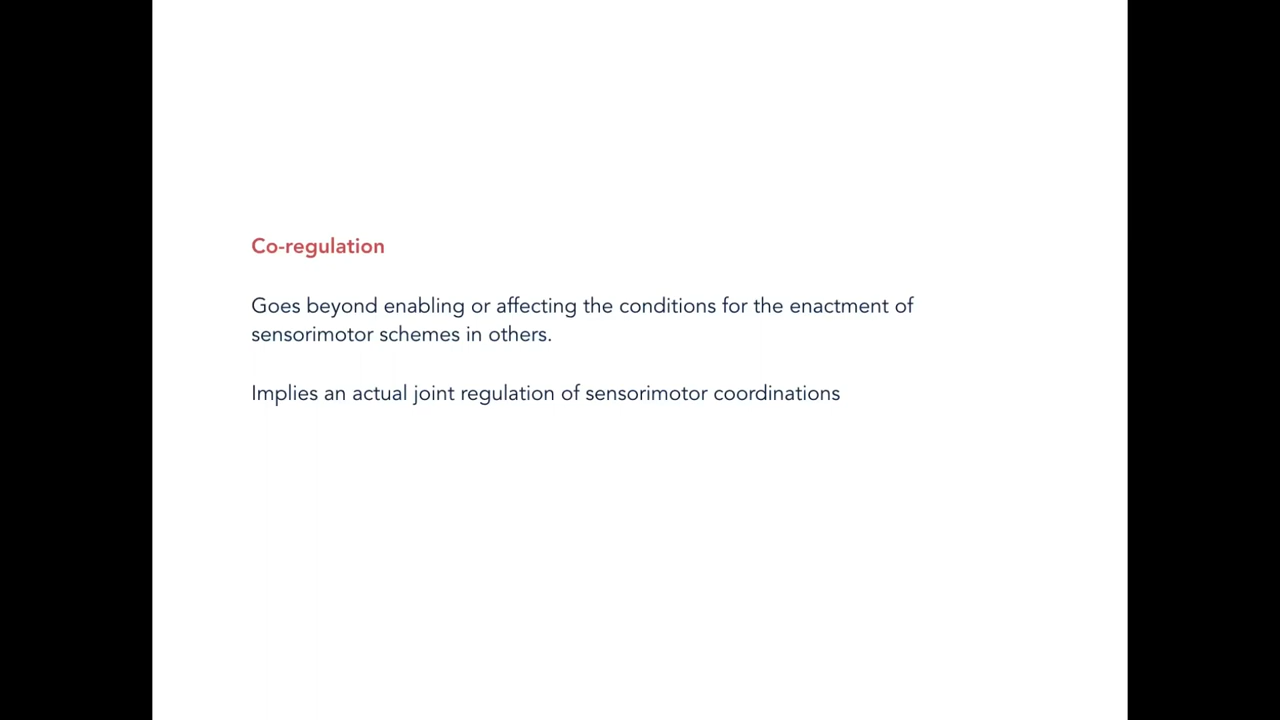 Co-regulation
Goes beyond enabling or affecting the conditions for the enactment of
sensorimotor schemes in others.
Implies an actual joint regulation of sensorimotor coordinations